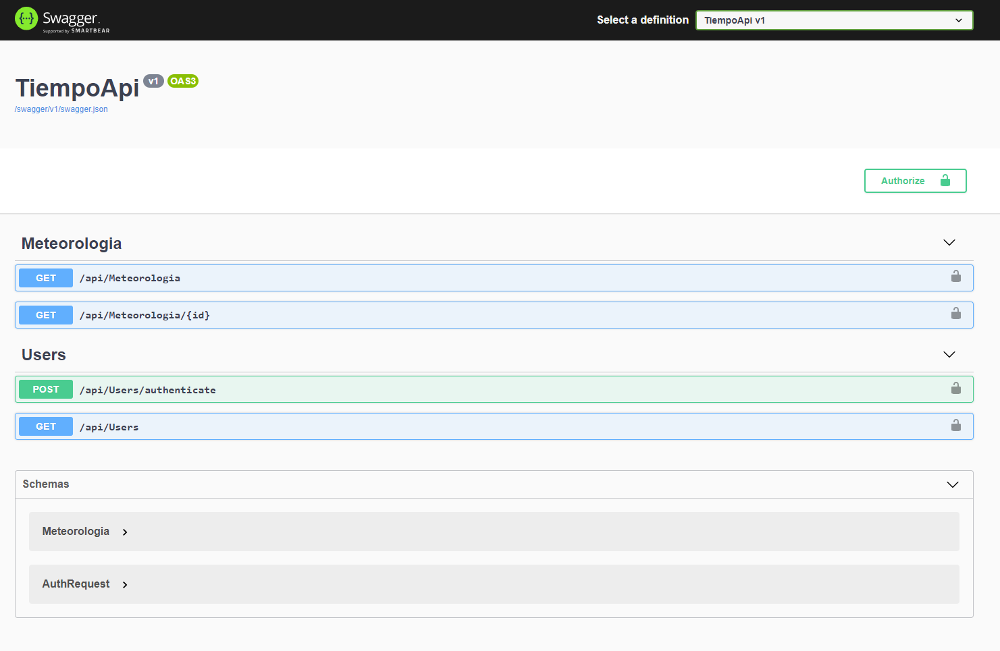 Swagger
Supported by SMARTBEAR
Select a definition
TiempoApi v1
TiempoApi v1 OAS3
/swagger/v1/swagger.json
Authorize
Meteorologia
GET /api/Meteorologia
GET /api/Meteorologia/{id}
Users
POST /api/Users/authenticate
GET /api/Users
Schemas
Meteorologia
AuthRequest